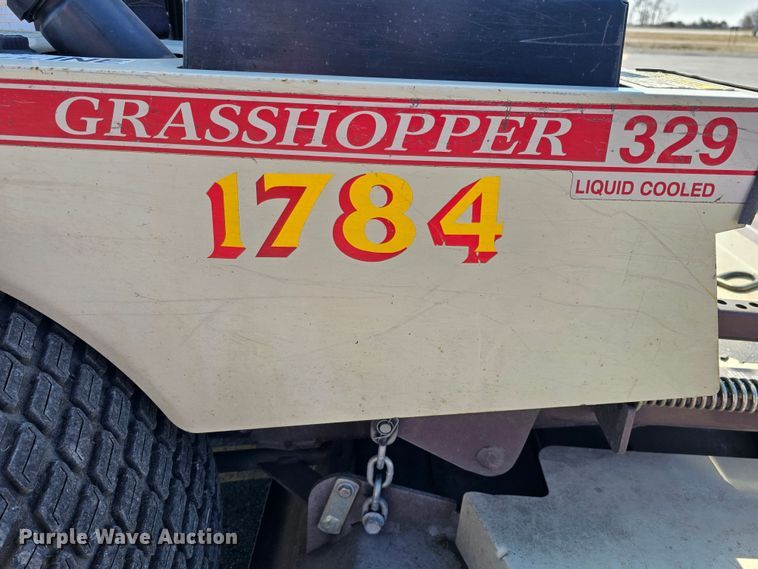 GRASSHOPPER 329
LIQUID COOLED
1784
Purple Wave Auction